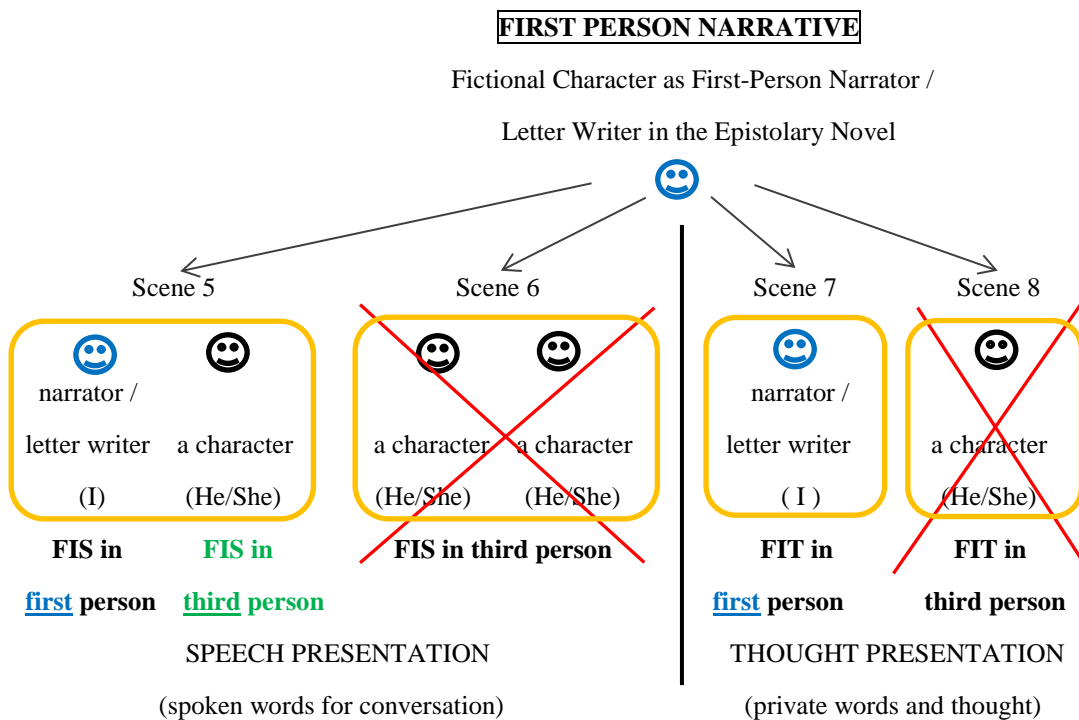 FIRST PERSON NARRATIVE
Fictional Character as First-Person Narrator /
Letter Writer in the Epistolary Novel
Scene 5
Scene 6
Scene 7
Scene 8
narrator /
letter writer
(I)
a character
(He/She)
a character
(He/She)
a character
(He/She)
narrator /
letter writer
( I )
a character
(He/She)
FIS in
first person
FIS in
third person
FIS in third person
FIT in
first person
FIT in
third person
SPEECH PRESENTATION
(spoken words for conversation)
THOUGHT PRESENTATION
(private words and thought)